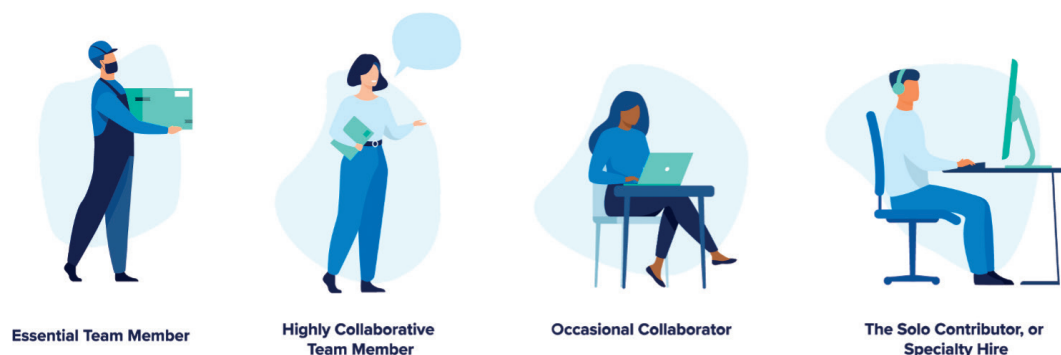 Essential Team Member
Highly Collaborative
Team Member
Occasional Collaborator
The Solo Contributor, or
Specialty Hire